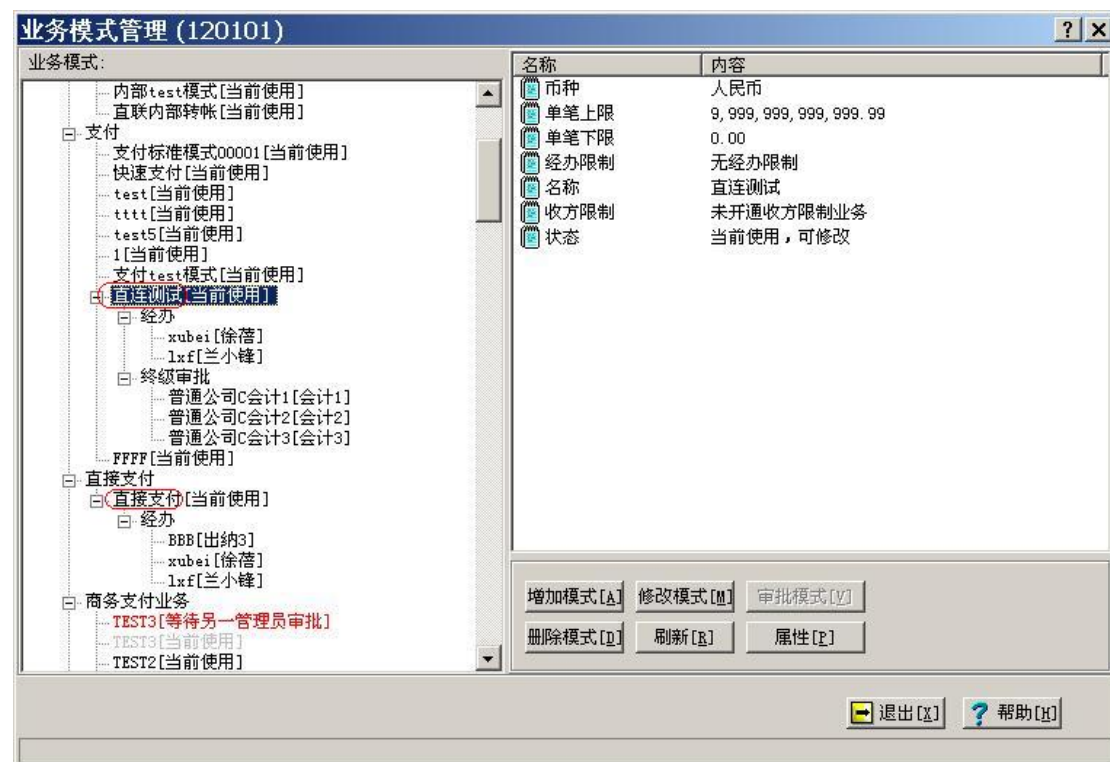 业务模式管理 (120101)
业务模式:
内部test模式[当前使用]
直联内部转帐[当前使用]
支付
支付标准模式00001[当前使用]
快速支付[当前使用]
test[当前使用]
tttt[当前使用]
test5[当前使用]
1[当前使用]
支付test模式[当前使用]
直连测试[当前使用]
经办
xubei[徐蓓]
lxf[兰小锋]
终级审批
普通公司C会计1[会计1]
普通公司C会计2[会计2]
普通公司C会计3[会计3]
FFFF[当前使用]
直接支付
直接支付[当前使用]
经办
BBB[出纳3]
xubei[徐蓓]
lxf[兰小锋]
商务支付业务
TEST3[等待另一管理员审批]
TEST3[当前使用]
TEST2[当前使用]
名称 内容
币种 人民币
单笔上限 9,999,999,999,999.99
单笔下限 0.00
经办限制 无经办限制
名称 直连测试
收方限制 未开通收方限制业务
状态 当前使用，可修改
增加模式[A] 修改模式[M] 审批模式[V]
删除模式[D] 刷新[R] 属性[P]
退出[X] 帮助[H]